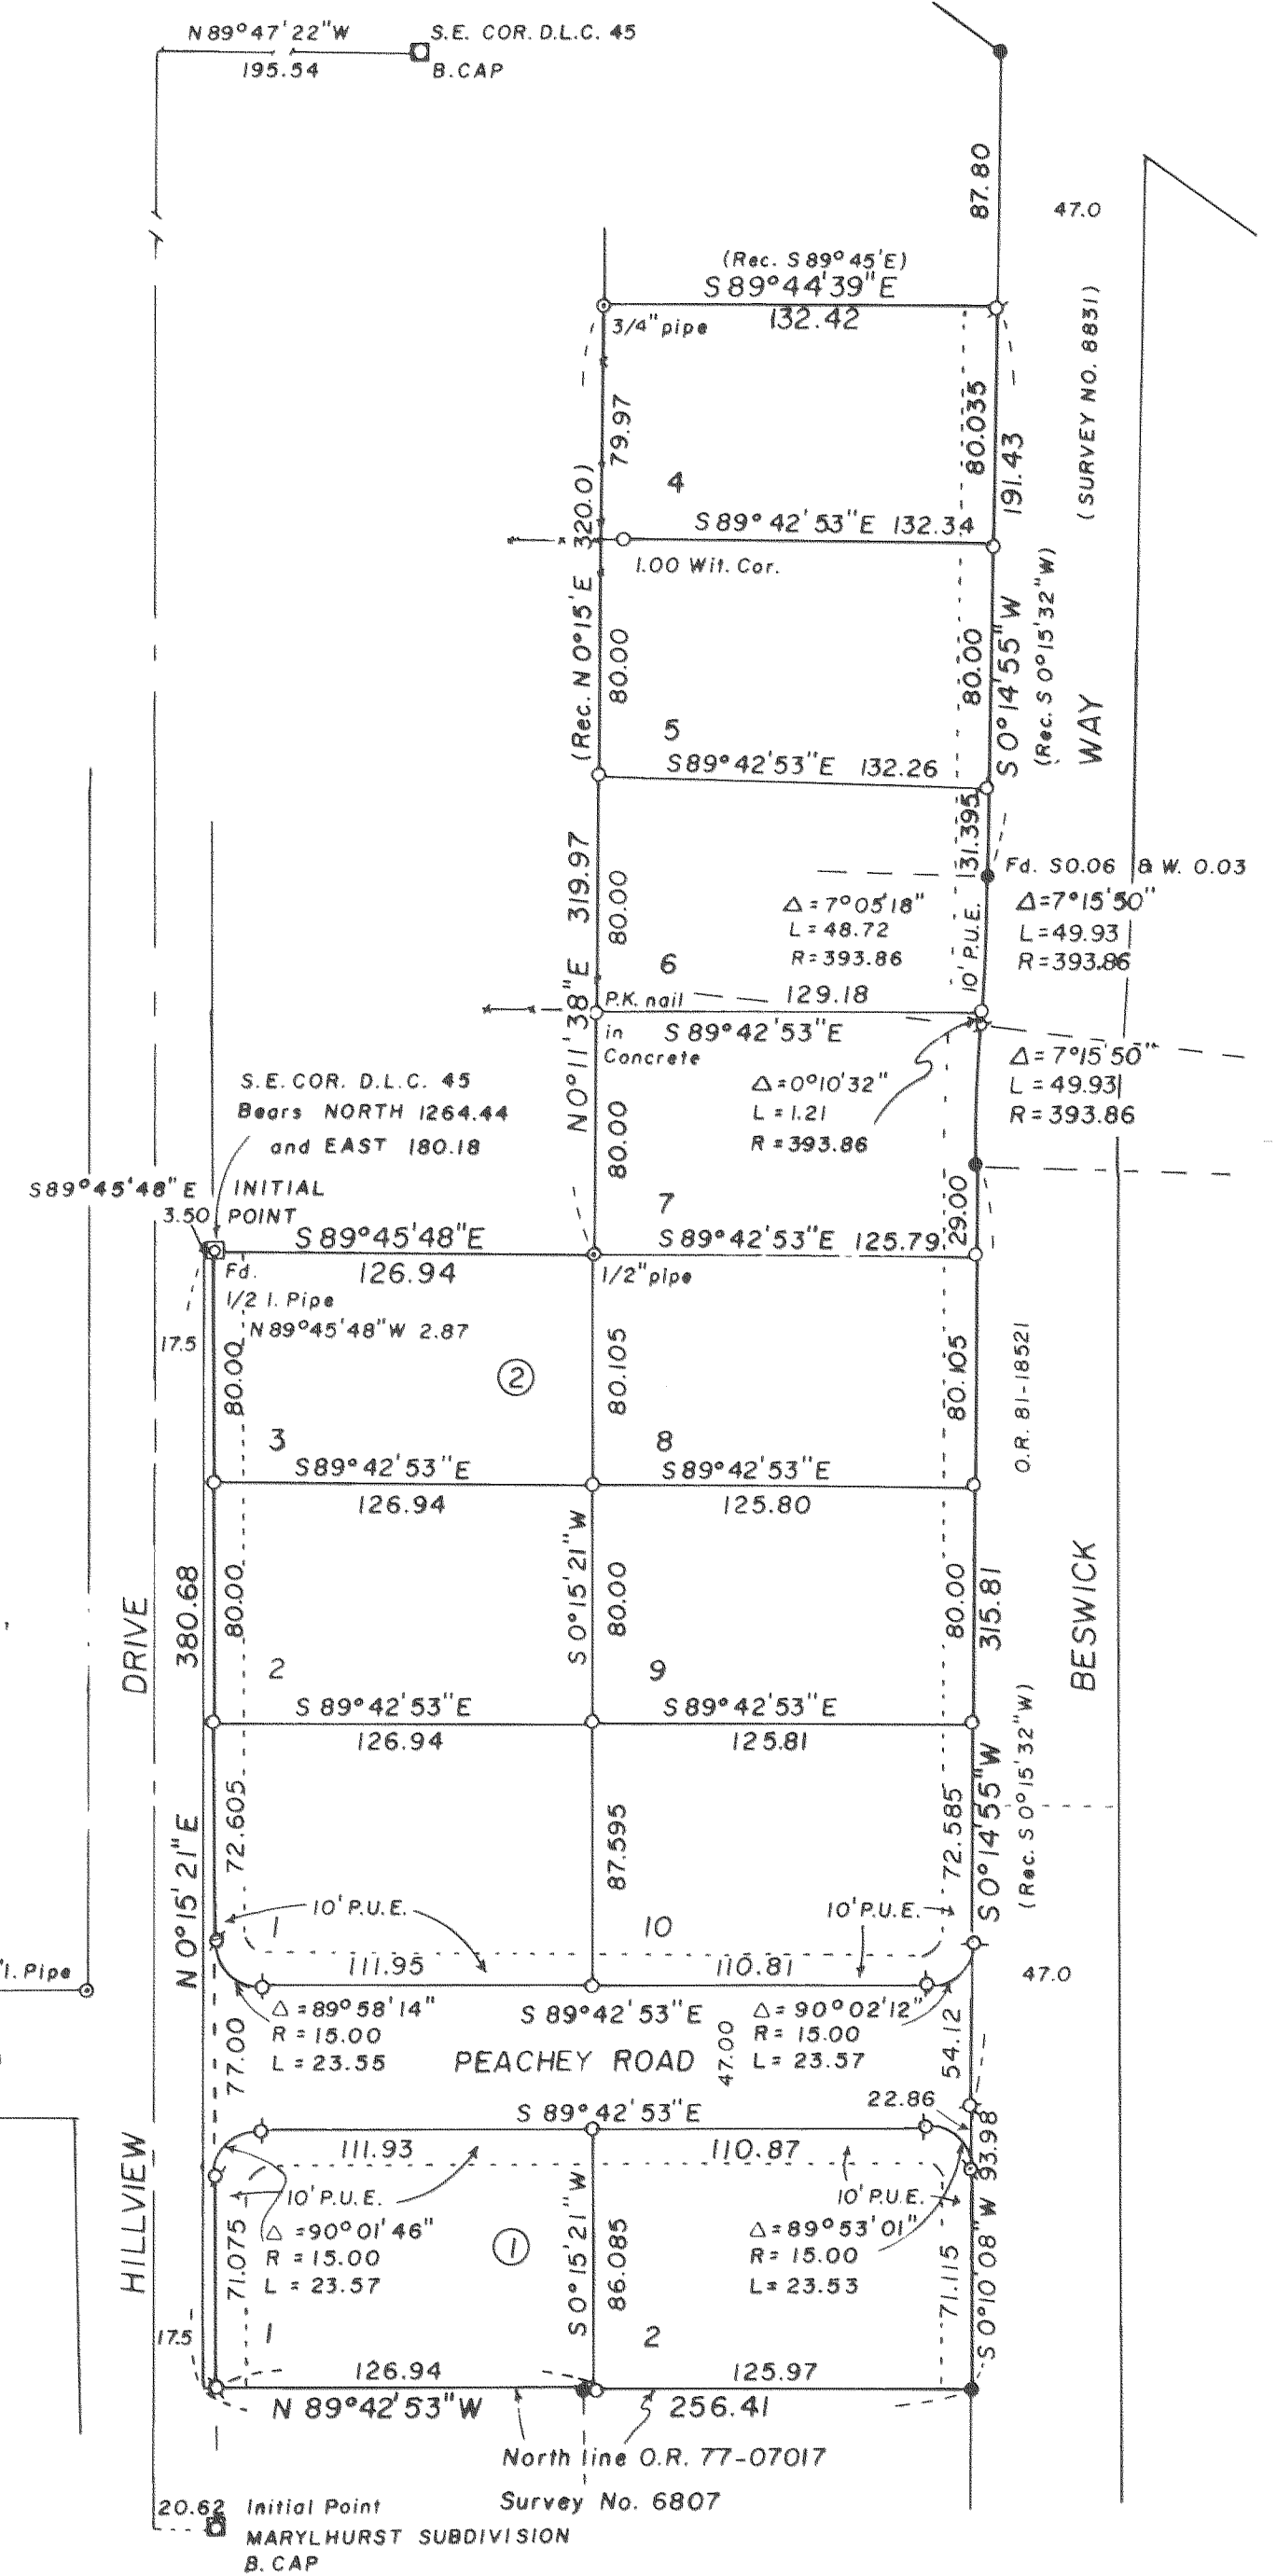 N 89°47'22"W
195.54
S.E. COR. D.L.C. 45
B.CAP
87.80
47.0
(Rec. S 89°45'E)
S 89°44'39"E
132.42
3/4" pipe
79.97
80.035
191.43
(SURVEY NO. 8831)
4
S 89°42'53"E 132.34
1.00 Wit. Cor.
(Rec. N 0°15'E 320.0)
80.00
80.00
S 0°14'55"W
(Rec. S 0°15'32"W)
WAY
5
S 89°42'53"E 132.26
131.395
Fd. S0.06 & W. 0.03
N 0°11'38"E 319.97
80.00
Δ = 7°05'18"
L = 48.72
R = 393.86
10' P.U.E.
Δ=7°15'50"
L=49.93
R=393.86
6
P.K. nail
in
Concrete
129.18
S 89°42'53"E
Δ=0°10'32"
L = 1.21
R = 393.86
Δ = 7°15'50"
L = 49.93
R = 393.86
S.E. COR. D.L.C. 45
Bears NORTH 1264.44
and EAST 180.18
S89°45'48"E
3.50
INITIAL
POINT
80.00
7
29.00
S 89°45'48"E
126.94
S 89°42'53"E 125.79
Fd.
1/2 I. Pipe
1/2" pipe
N 89°45'48"W 2.87
17.5
80.00
2
80.105
80.105
O.R. 81-18521
3
S 89°42'53"E
126.94
8
S 89°42'53"E
125.80
DRIVE
380.68
80.00
S 0°15'21"W
80.00
80.00
315.81
BESWICK
2
S 89°42'53"E
126.94
9
S 89°42'53"E
125.81
N 0°15'21"E
72.605
87.595
72.585
S 0°14'55"W
(Rec. S 0°15'32"W)
10' P.U.E.
1
10
10' P.U.E.
111.95
110.81
1. Pipe
47.0
S 89°42'53"E
Δ = 89°58'14"
R = 15.00
L = 23.55
Δ = 90°02'12"
R = 15.00
L = 23.57
77.00
PEACHEY ROAD
47.00
54.12
22.86
S 89°42'53"E
111.93
110.87
HILLVIEW
10' P.U.E.
10' P.U.E.
Δ = 90°01'46"
R = 15.00
L = 23.57
71.075
1
S 0°15'21"W
86.085
Δ = 89°53'01"
R = 15.00
L = 23.53
71.115
S 0°10'08"W 93.98
17.5
1
2
126.94
125.97
N 89°42'53"W
256.41
North line O.R. 77-07017
Survey No. 6807
20.62
Initial Point
MARYLHURST SUBDIVISION
B. CAP